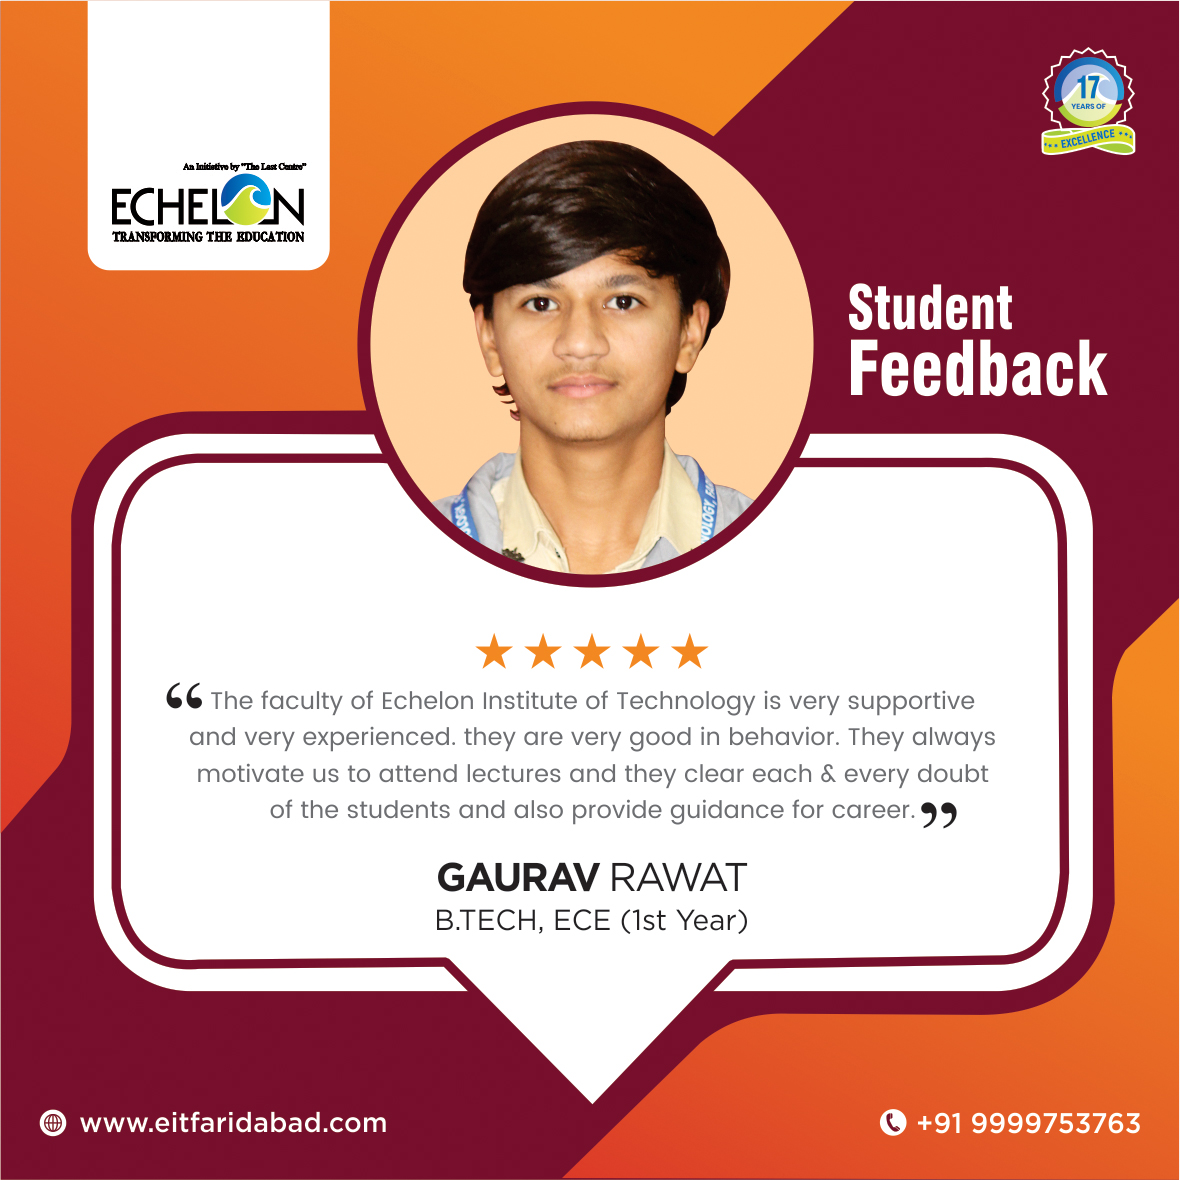 An Initiative by "The Last Centre"
ECHELON
TRANSFORMING THE EDUCATION
17
YEARS OF
EXCELLENCE
Student
Feedback
OLOGY, FAR
“ The faculty of Echelon Institute of Technology is very supportive
and very experienced. they are very good in behavior. They always
motivate us to attend lectures and they clear each & every doubt
of the students and also provide guidance for career. ”
GAURAV RAWAT
B.TECH, ECE (1st Year)
www.eitfaridabad.com
+91 9999753763